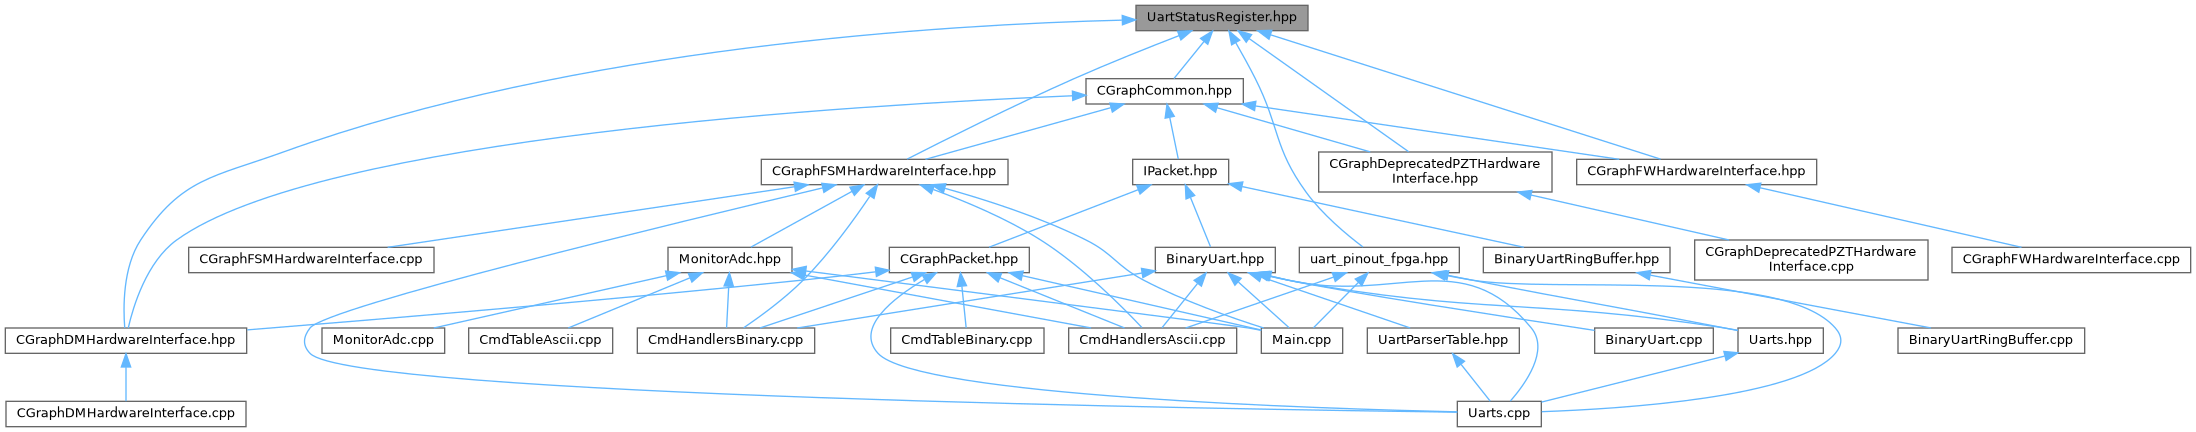 UartStatusRegister.hpp
CGraphCommon.hpp
CGraphFSMHardwareInterface.hpp
IPacket.hpp
CGraphDeprecatedPZTHardware
Interface.hpp
CGraphFWHardwareInterface.hpp
CGraphFSMHardwareInterface.cpp
MonitorAdc.hpp
CGraphPacket.hpp
BinaryUart.hpp
uart_pinout_fpga.hpp
BinaryUartRingBuffer.hpp
CGraphDeprecatedPZTHardware
Interface.cpp
CGraphFWHardwareInterface.cpp
CGraphDMHardwareInterface.hpp
MonitorAdc.cpp
CmdTableAscii.cpp
CmdHandlersBinary.cpp
CmdTableBinary.cpp
CmdHandlersAscii.cpp
Main.cpp
UartParserTable.hpp
BinaryUart.cpp
Uarts.hpp
BinaryUartRingBuffer.cpp
CGraphDMHardwareInterface.cpp
Uarts.cpp